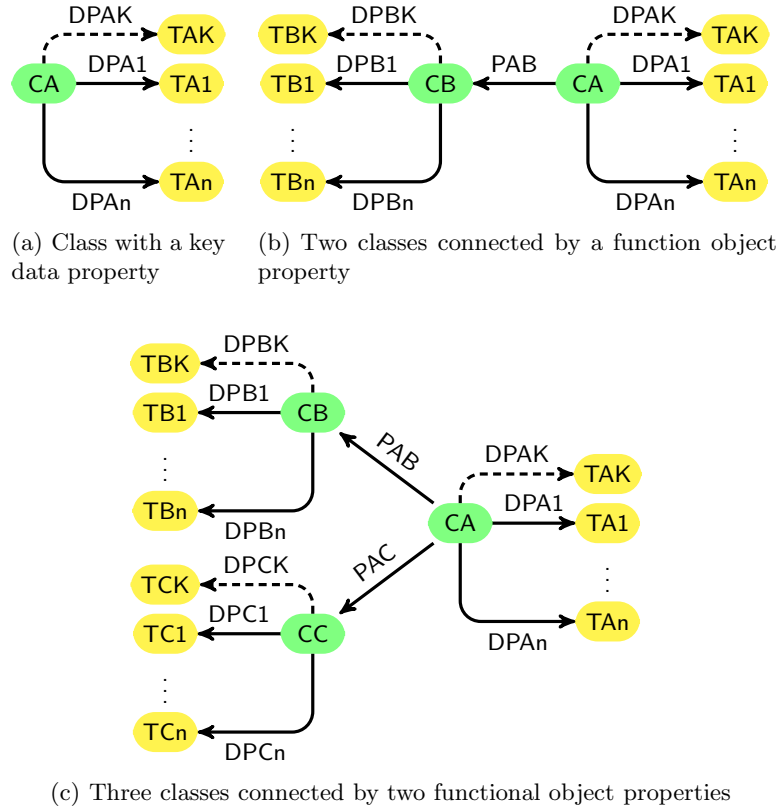 DPAK
TAK
CA
DPA1
TA1
⋮
DPAn
TAn
(a) Class with a key
data property
TBK
DPBK
DPAK
TAK
TB1
DPB1
CB
PAB
CA
DPA1
TA1
⋮
⋮
TBn
DPBn
DPAn
TAn
(b) Two classes connected by a function object
property
TBK
DPBK
TB1
DPB1
CB
⋮
TBn
DPBn
PAB
DPAK
TAK
CA
DPA1
TA1
⋮
DPAn
TAn
PAC
TCK
DPCK
TC1
DPC1
CC
⋮
TCn
DPCn
(c) Three classes connected by two functional object properties